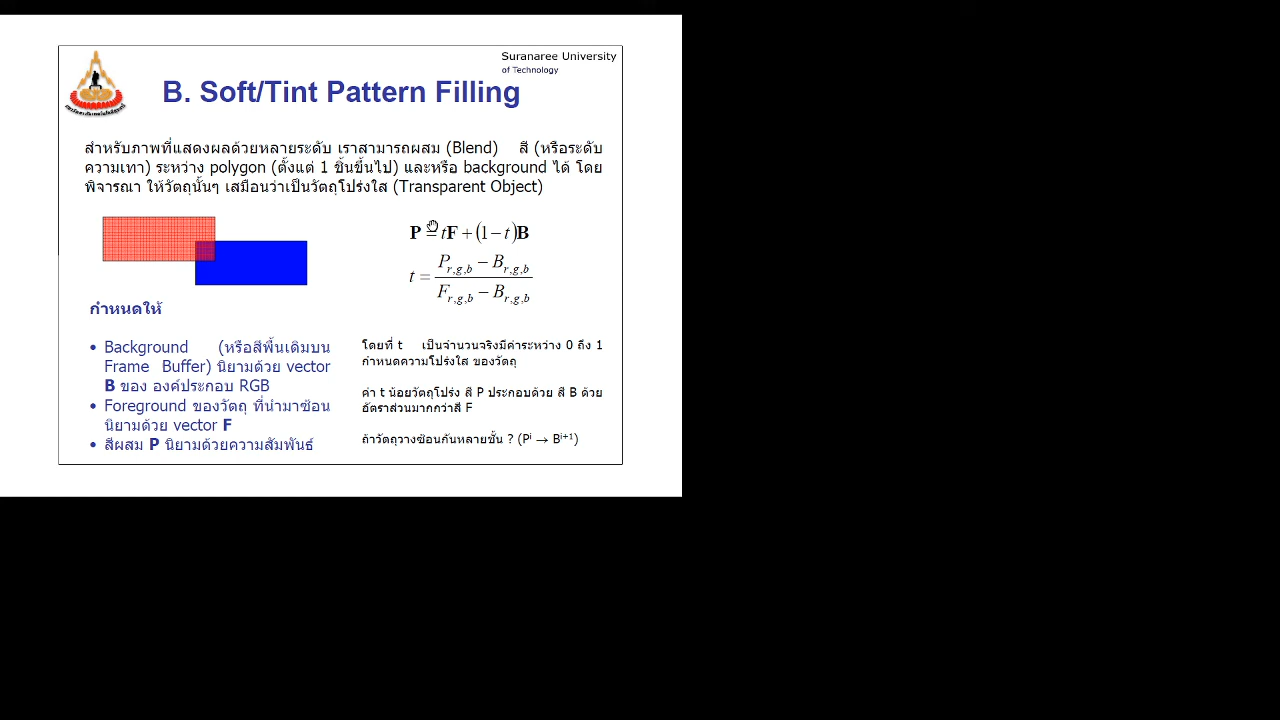 Suranaree University
of Technology
B. Soft/Tint Pattern Filling
สำหรับภาพที่แสดงผลด้วยหลายระดับ เราสามารถผสม (Blend) สี (หรือระดับ
ความเทา) ระหว่าง polygon (ตั้งแต่ 1 ชิ้นขึ้นไป) และหรือ background ได้ โดย
พิจารณา ให้วัตถุนั้นๆ เสมือนว่าเป็นวัตถุโปร่งใส (Transparent Object)
P = tF + (1 − t)B
t = (P r,g,b − B r,g,b) / (F r,g,b − B r,g,b)
กำหนดให้
• Background (หรือสีพื้นเดิมบน
Frame Buffer) นิยามด้วย vector
B ของ องค์ประกอบ RGB
• Foreground ของวัตถุ ที่นำมาซ้อน
นิยามด้วย vector F
• สีผสม P นิยามด้วยความสัมพันธ์
โดยที่ t เป็นจำนวนจริงมีค่าระหว่าง 0 ถึง 1
กำหนดความโปร่งใส ของวัตถุ
ค่า t น้อยวัตถุโปร่ง สี P ประกอบด้วย สี B ด้วย
อัตราส่วนมากกว่าสี F
ถ้าวัตถุวางซ้อนกันหลายชั้น ? (Pⁱ → Bⁱ⁺¹)